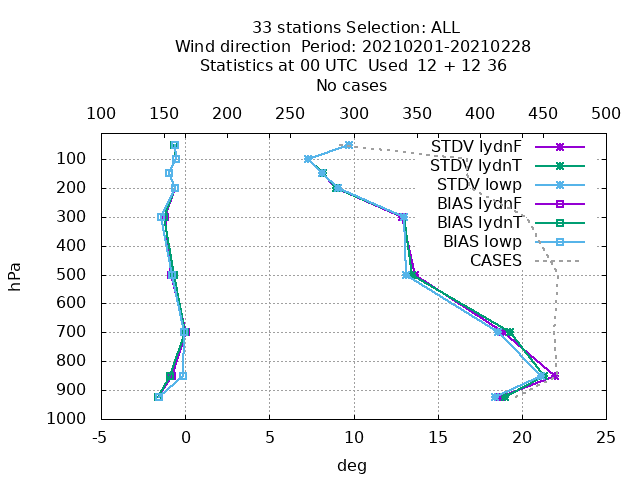 33 stations Selection: ALL
Wind direction  Period: 20210201-20210228
Statistics at 00 UTC  Used  12 + 12 36
No cases
100 150 200 250 300 350 400 450 500
STDV lydnF
STDV lydnT
STDV lowp
BIAS lydnF
BIAS lydnT
BIAS lowp
CASES
100
200
300
400
500
600
700
800
900
1000
hPa
-5 0 5 10 15 20 25
deg